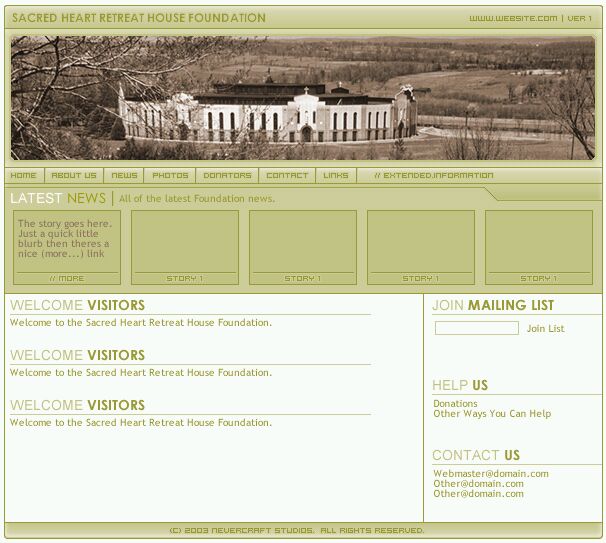 SACRED HEART RETREAT HOUSE FOUNDATION
WWW.WEBSITE.COM | VER 1
HOME ABOUT US NEWS PHOTOS DONATORS CONTACT LINKS // EXTENDED.INFORMATION
LATEST NEWS All of the latest Foundation news.
The story goes here.
Just a quick little
blurb then theres a
nice (more...) link
// MORE
STORY 1
STORY 1
STORY 1
STORY 1
WELCOME VISITORS
Welcome to the Sacred Heart Retreat House Foundation.
WELCOME VISITORS
Welcome to the Sacred Heart Retreat House Foundation.
WELCOME VISITORS
Welcome to the Sacred Heart Retreat House Foundation.
JOIN MAILING LIST
Join List
HELP US
Donations
Other Ways You Can Help
CONTACT US
Webmaster@domain.com
Other@domain.com
Other@domain.com
(C) 2003 NEVERCRAFT STUDIOS. ALL RIGHTS RESERVED.